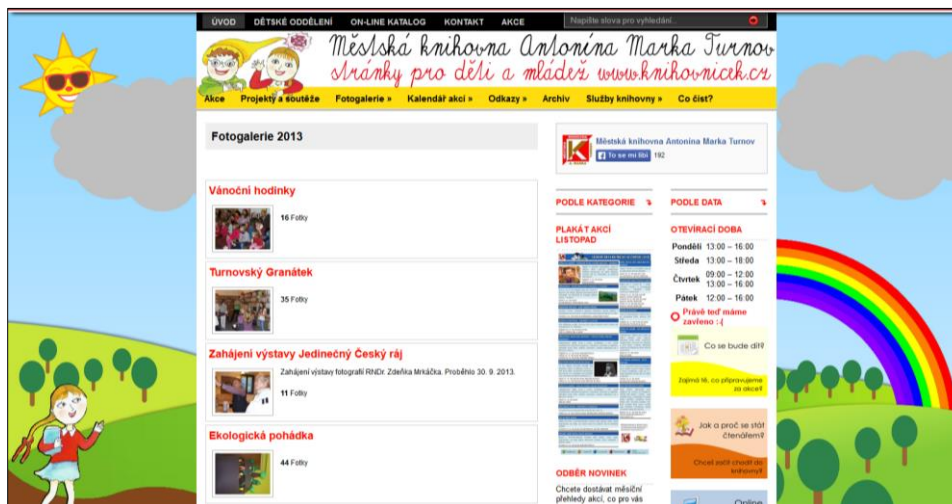 ÚVOD DĚTSKÉ ODDĚLENÍ ON-LINE KATALOG KONTAKT AKCE
Napište slova pro vyhledání...
Městská knihovna Antonína Marka Turnov
stránky pro děti a mládež www.knihovnicek.cz
Akce Projekty a soutěže Fotogalerie » Kalendář akcí » Odkazy » Archiv Služby knihovny » Co číst?
Fotogalerie 2013
Vánoční hodinky
16 Fotky
Turnovský Granátek
35 Fotky
Zahájení výstavy Jedinečný Český ráj
Zahájení výstavy fotografií RNDr. Zdeňka Mrkáčka. Proběhlo 30. 9. 2013.
11 Fotky
Ekologická pohádka
44 Fotky
Městská knihovna Antonína Marka Turnov
To se mi líbí 192
PODLE KATEGORIE
PLAKÁT AKCÍ
LISTOPAD
ODBĚR NOVINEK
Chcete dostávat měsíční
přehledy akcí, co pro vás
PODLE DATA
OTEVÍRACÍ DOBA
Pondělí 13:00 – 16:00
Středa 13:00 – 18:00
Čtvrtek 09:00 – 12:00
13:00 – 16:00
Pátek 12:00 – 16:00
Právě teď máme
zavřeno :-(
Co se bude dít?
Zajímá tě, co připravujeme
za akce?
Jak a proč se stát
čtenářem?
Chceš začít chodit do
knihovny?
Online